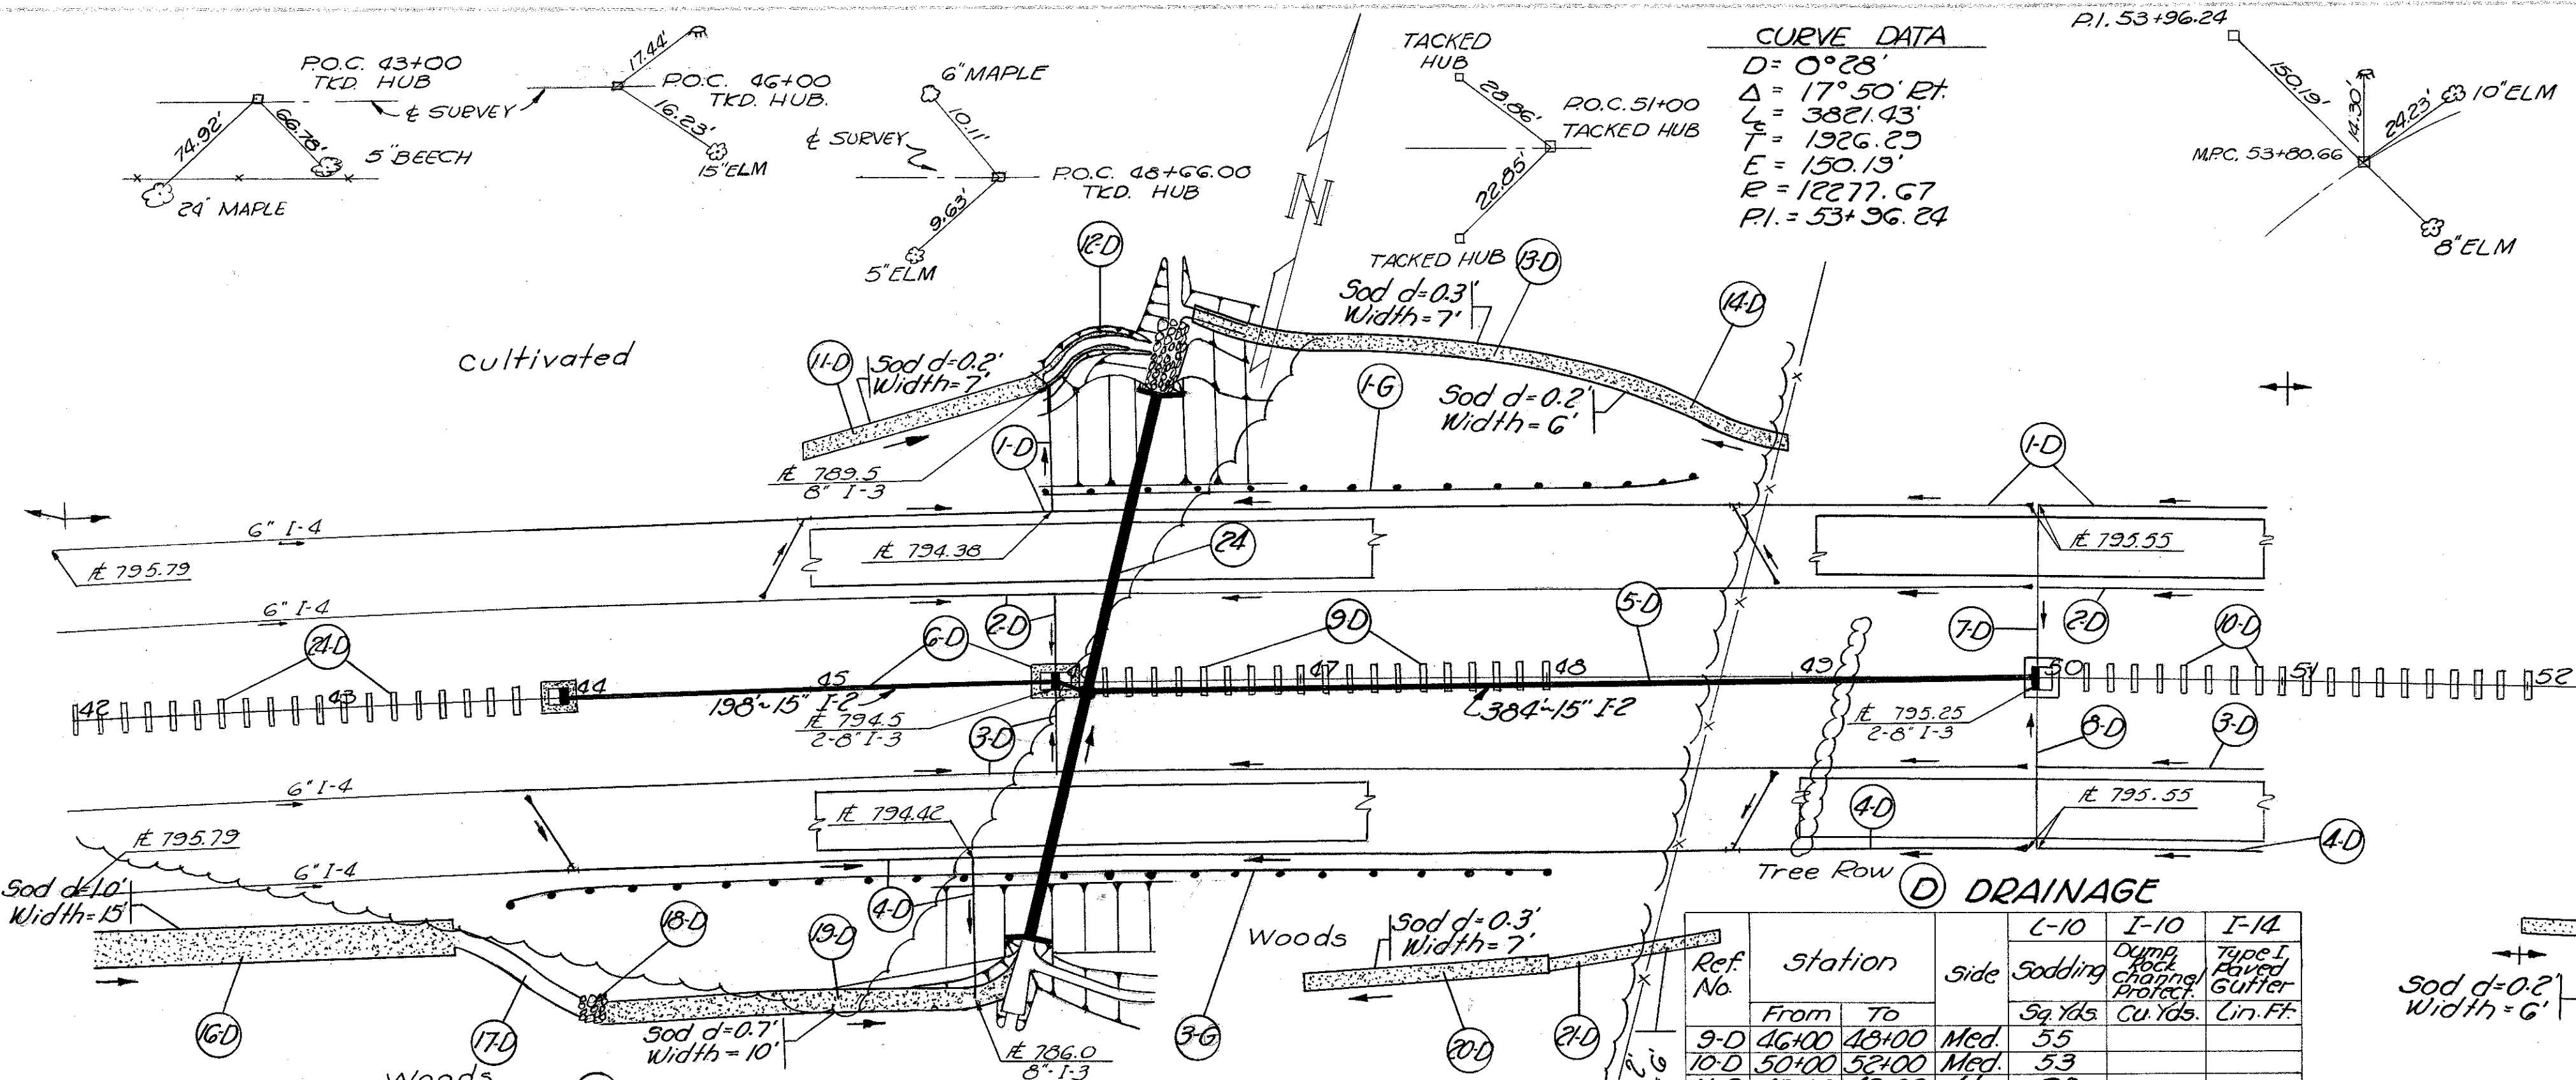 P.O.C. 43+00
TKD. HUB
℄ SURVEY
74.92'
66.78'
5" BEECH
24" MAPLE
17.44'
P.O.C. 46+00
TKD. HUB.
16.23'
15" ELM
6" MAPLE
10.11'
℄ SURVEY
P.O.C. 48+66.00
TKD. HUB
9.63'
5" ELM
N
TACKED
HUB
23.86'
P.O.C. 51+00
TACKED HUB
22.85'
TACKED HUB
CURVE DATA
D = 0°28'
Δ = 17°50' Rt.
Lc = 3821.43'
T = 1926.29
E = 150.19'
R = 12277.67
P.I. = 53+96.24
P.I. 53+96.24
150.19'
14.30'
24.23'
10" ELM
M.P.C. 53+80.66
8" ELM
12-D
13-D
Sod d=0.3'
Width=7'
14-D
Cultivated
11-D
Sod d=0.2'
Width=7'
1-G
Sod d=0.2'
Width=6'
1-D
1-D
789.5
8" I-3
6" I-4
795.79
794.38
24
795.55
6" I-4
24-D
6-D
2-D
9-D
5-D
7-D
2-D
10-D
42
43
44
45
47
48
49
50
51
52
198'~15" I-2
794.5
2-8" I-3
384'~15" I-2
795.25
2-8" I-3
3-D
8-D
3-D
6" I-4
794.42
795.55
4-D
4-D
795.79
6" I-4
Tree Row
Sod d=1.0'
Width=15'
4-D
18-D
19-D
Woods
Sod d=0.3'
Width=7'
16-D
17-D
Sod d=0.7'
Width=10'
786.0
8"-I-3
3-G
20-D
21-D
Woods
D DRAINAGE
L-10 I-10 I-14
Ref. No. Station Side Sodding Dump Rock Channel Protect. Type I Paved Gutter
From To Sq.Yds. Cu.Yds. Lin.Ft.
9-D 46+00 48+00 Med. 55
10-D 50+00 52+00 Med. 53
Sod d=0.2'
Width=6'